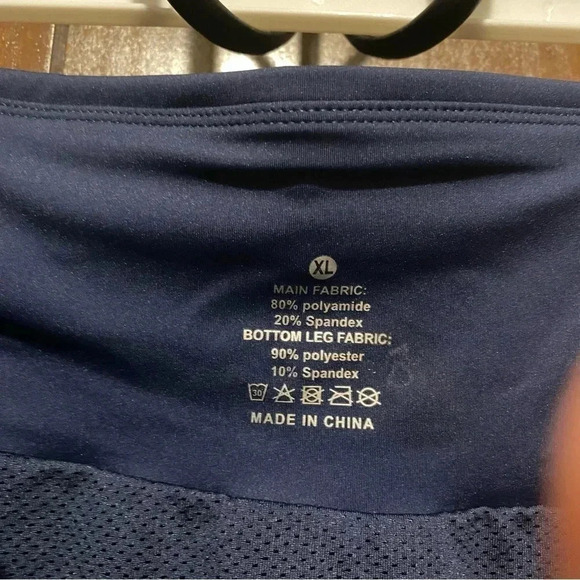 XL
MAIN FABRIC:
80% polyamide
20% Spandex
BOTTOM LEG FABRIC:
90% polyester
10% Spandex
30
MADE IN CHINA